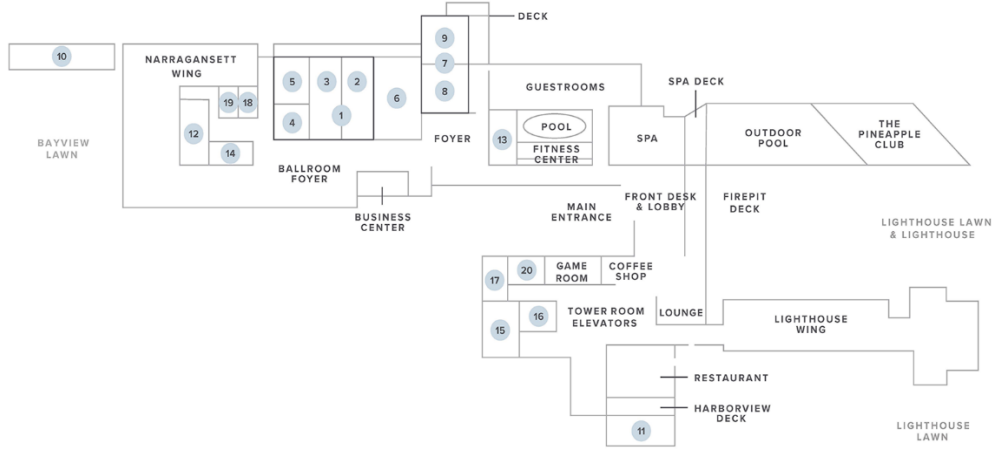 DECK
9
10
NARRAGANSETT
WING
7
SPA DECK
5
3
2
8
GUESTROOMS
6
19
18
1
4
12
13
POOL
SPA
OUTDOOR
POOL
THE
PINEAPPLE
CLUB
FOYER
BAYVIEW
LAWN
14
FITNESS
CENTER
BALLROOM
FOYER
FRONT DESK
& LOBBY
FIREPIT
DECK
MAIN
ENTRANCE
BUSINESS
CENTER
LIGHTHOUSE LAWN
& LIGHTHOUSE
17
20
GAME
ROOM
COFFEE
SHOP
15
16
TOWER ROOM
ELEVATORS
LOUNGE
LIGHTHOUSE
WING
RESTAURANT
HARBORVIEW
DECK
11
LIGHTHOUSE
LAWN